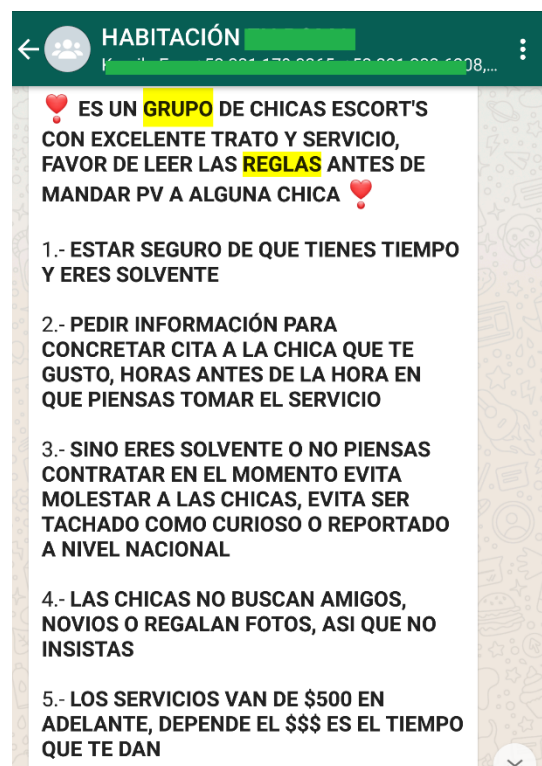 HABITACIÓN
08,...
❣ ES UN GRUPO DE CHICAS ESCORT'S
CON EXCELENTE TRATO Y SERVICIO,
FAVOR DE LEER LAS REGLAS ANTES DE
MANDAR PV A ALGUNA CHICA ❣
1.- ESTAR SEGURO DE QUE TIENES TIEMPO
Y ERES SOLVENTE
2.- PEDIR INFORMACIÓN PARA
CONCRETAR CITA A LA CHICA QUE TE
GUSTO, HORAS ANTES DE LA HORA EN
QUE PIENSAS TOMAR EL SERVICIO
3.- SINO ERES SOLVENTE O NO PIENSAS
CONTRATAR EN EL MOMENTO EVITA
MOLESTAR A LAS CHICAS, EVITA SER
TACHADO COMO CURIOSO O REPORTADO
A NIVEL NACIONAL
4.- LAS CHICAS NO BUSCAN AMIGOS,
NOVIOS O REGALAN FOTOS, ASI QUE NO
INSISTAS
5.- LOS SERVICIOS VAN DE $500 EN
ADELANTE, DEPENDE EL $$$ ES EL TIEMPO
QUE TE DAN